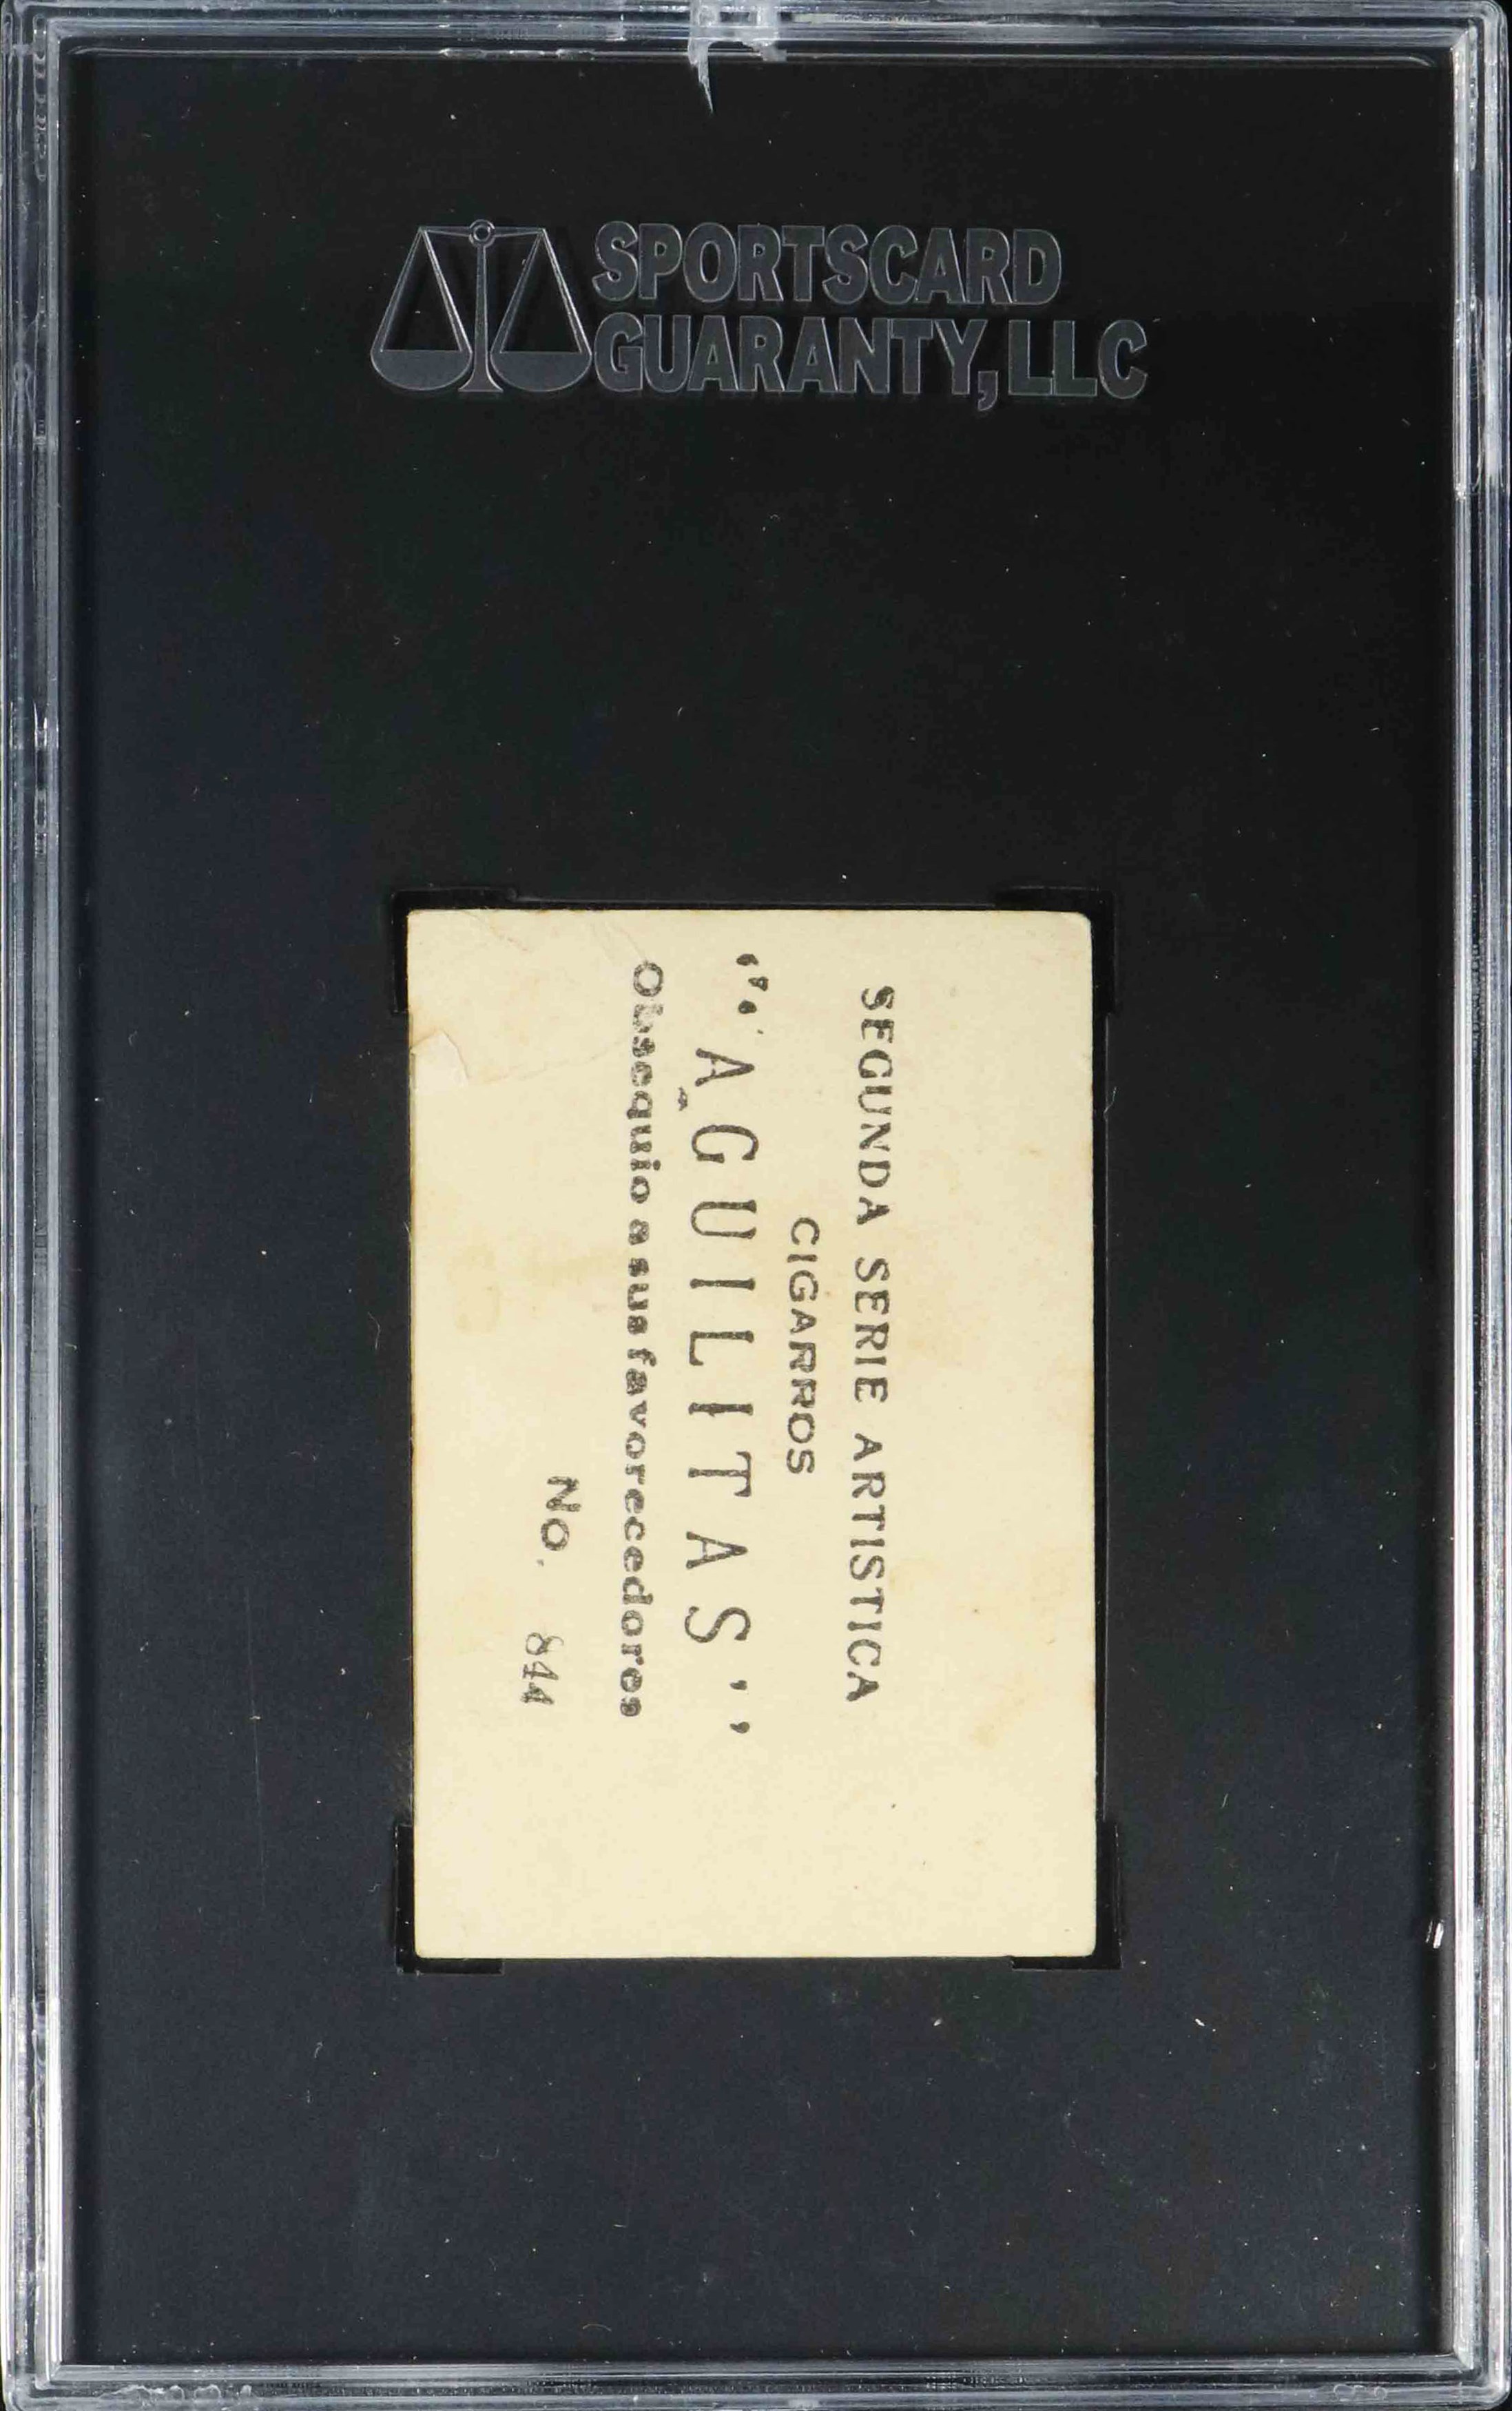 SPORTSCARD
GUARANTY, LLC
SEGUNDA SERIE ARTISTICA
CIGARROS
"AGUILITAS"
Obsequio a sus favorecedores
No. 844